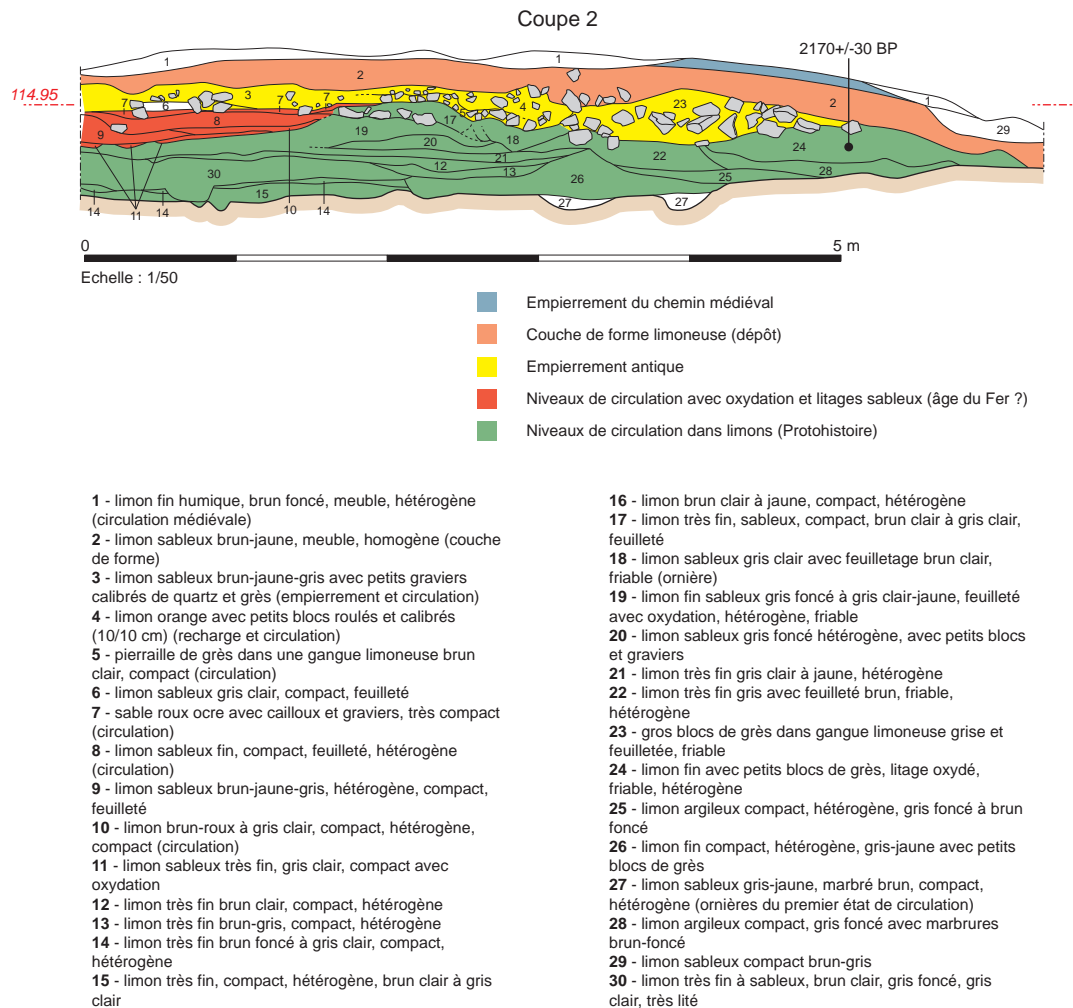 Coupe 2
2170+/-30 BP
114.95
1
1
2
1
2
29
7
6
3
7
7
4
23
8
17
9
19
20
18
24
21
22
12
13
30
26
25
28
15
14
11
14
10
14
27
27
0
5 m
Echelle : 1/50
Empierrement du chemin médiéval
Couche de forme limoneuse (dépôt)
Empierrement antique
Niveaux de circulation avec oxydation et litages sableux (âge du Fer ?)
Niveaux de circulation dans limons (Protohistoire)
1 - limon fin humique, brun foncé, meuble, hétérogène
(circulation médiévale)
2 - limon sableux brun-jaune, meuble, homogène (couche
de forme)
3 - limon sableux brun-jaune-gris avec petits graviers
calibrés de quartz et grès (empierrement et circulation)
4 - limon orange avec petits blocs roulés et calibrés
(10/10 cm) (recharge et circulation)
5 - pierraille de grès dans une gangue limoneuse brun
clair, compact (circulation)
6 - limon sableux gris clair, compact, feuilleté
7 - sable roux ocre avec cailloux et graviers, très compact
(circulation)
8 - limon sableux fin, compact, feuilleté, hétérogène
(circulation)
9 - limon sableux brun-jaune-gris, hétérogène, compact,
feuilleté
10 - limon brun-roux à gris clair, compact, hétérogène,
compact (circulation)
11 - limon sableux très fin, gris clair, compact avec
oxydation
12 - limon très fin brun clair, compact, hétérogène
13 - limon très fin brun-gris, compact, hétérogène
14 - limon très fin brun foncé à gris clair, compact,
hétérogène
15 - limon très fin, compact, hétérogène, brun clair à gris
clair
16 - limon brun clair à jaune, compact, hétérogène
17 - limon très fin, sableux, compact, brun clair à gris clair,
feuilleté
18 - limon sableux gris clair avec feuilletage brun clair,
friable (ornière)
19 - limon fin sableux gris foncé à gris clair-jaune, feuilleté
avec oxydation, hétérogène, friable
20 - limon sableux gris foncé hétérogène, avec petits blocs
et graviers
21 - limon très fin gris clair à jaune, hétérogène
22 - limon très fin gris avec feuilleté brun, friable,
hétérogène
23 - gros blocs de grès dans gangue limoneuse grise et
feuilletée, friable
24 - limon fin avec petits blocs de grès, litage oxydé,
friable, hétérogène
25 - limon argileux compact, hétérogène, gris foncé à brun
foncé
26 - limon fin compact, hétérogène, gris-jaune avec petits
blocs de grès
27 - limon sableux gris-jaune, marbré brun, compact,
hétérogène (ornières du premier état de circulation)
28 - limon argileux compact, gris foncé avec marbrures
brun-foncé
29 - limon sableux compact brun-gris
30 - limon très fin à sableux, brun clair, gris foncé, gris
clair, très lité